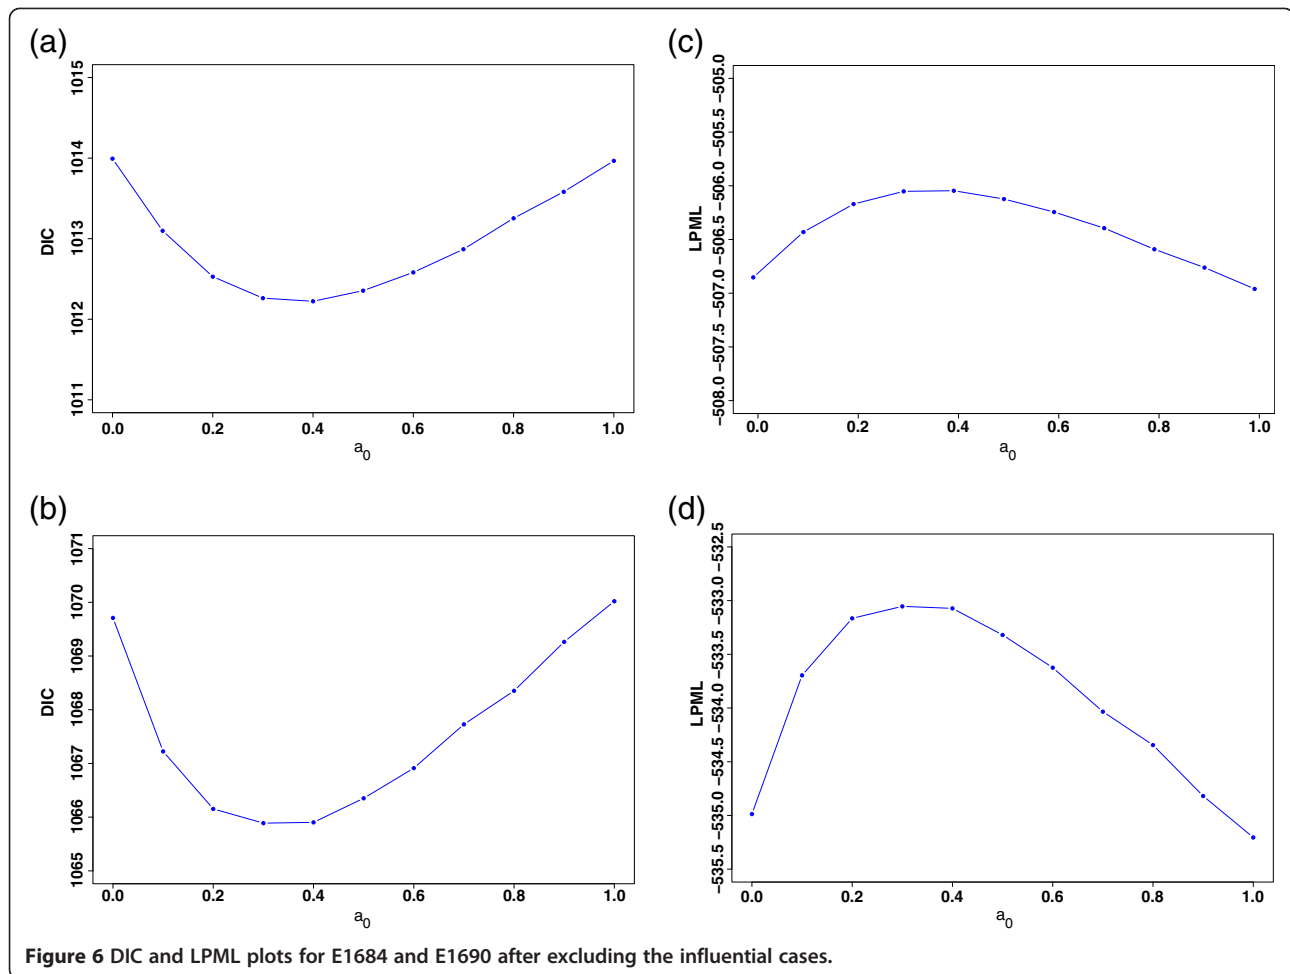 (a)
DIC
1015
1014
1013
1012
1011
0.0 0.2 0.4 0.6 0.8 1.0
a0
(c)
LPML
-505.0
-505.5
-506.0
-506.5
-507.0
-507.5
-508.0
0.0 0.2 0.4 0.6 0.8 1.0
a0
(b)
DIC
1071
1070
1069
1068
1067
1066
1065
0.0 0.2 0.4 0.6 0.8 1.0
a0
(d)
LPML
-532.5
-533.0
-533.5
-534.0
-534.5
-535.0
-535.5
0.0 0.2 0.4 0.6 0.8 1.0
a0
Figure 6 DIC and LPML plots for E1684 and E1690 after excluding the influential cases.